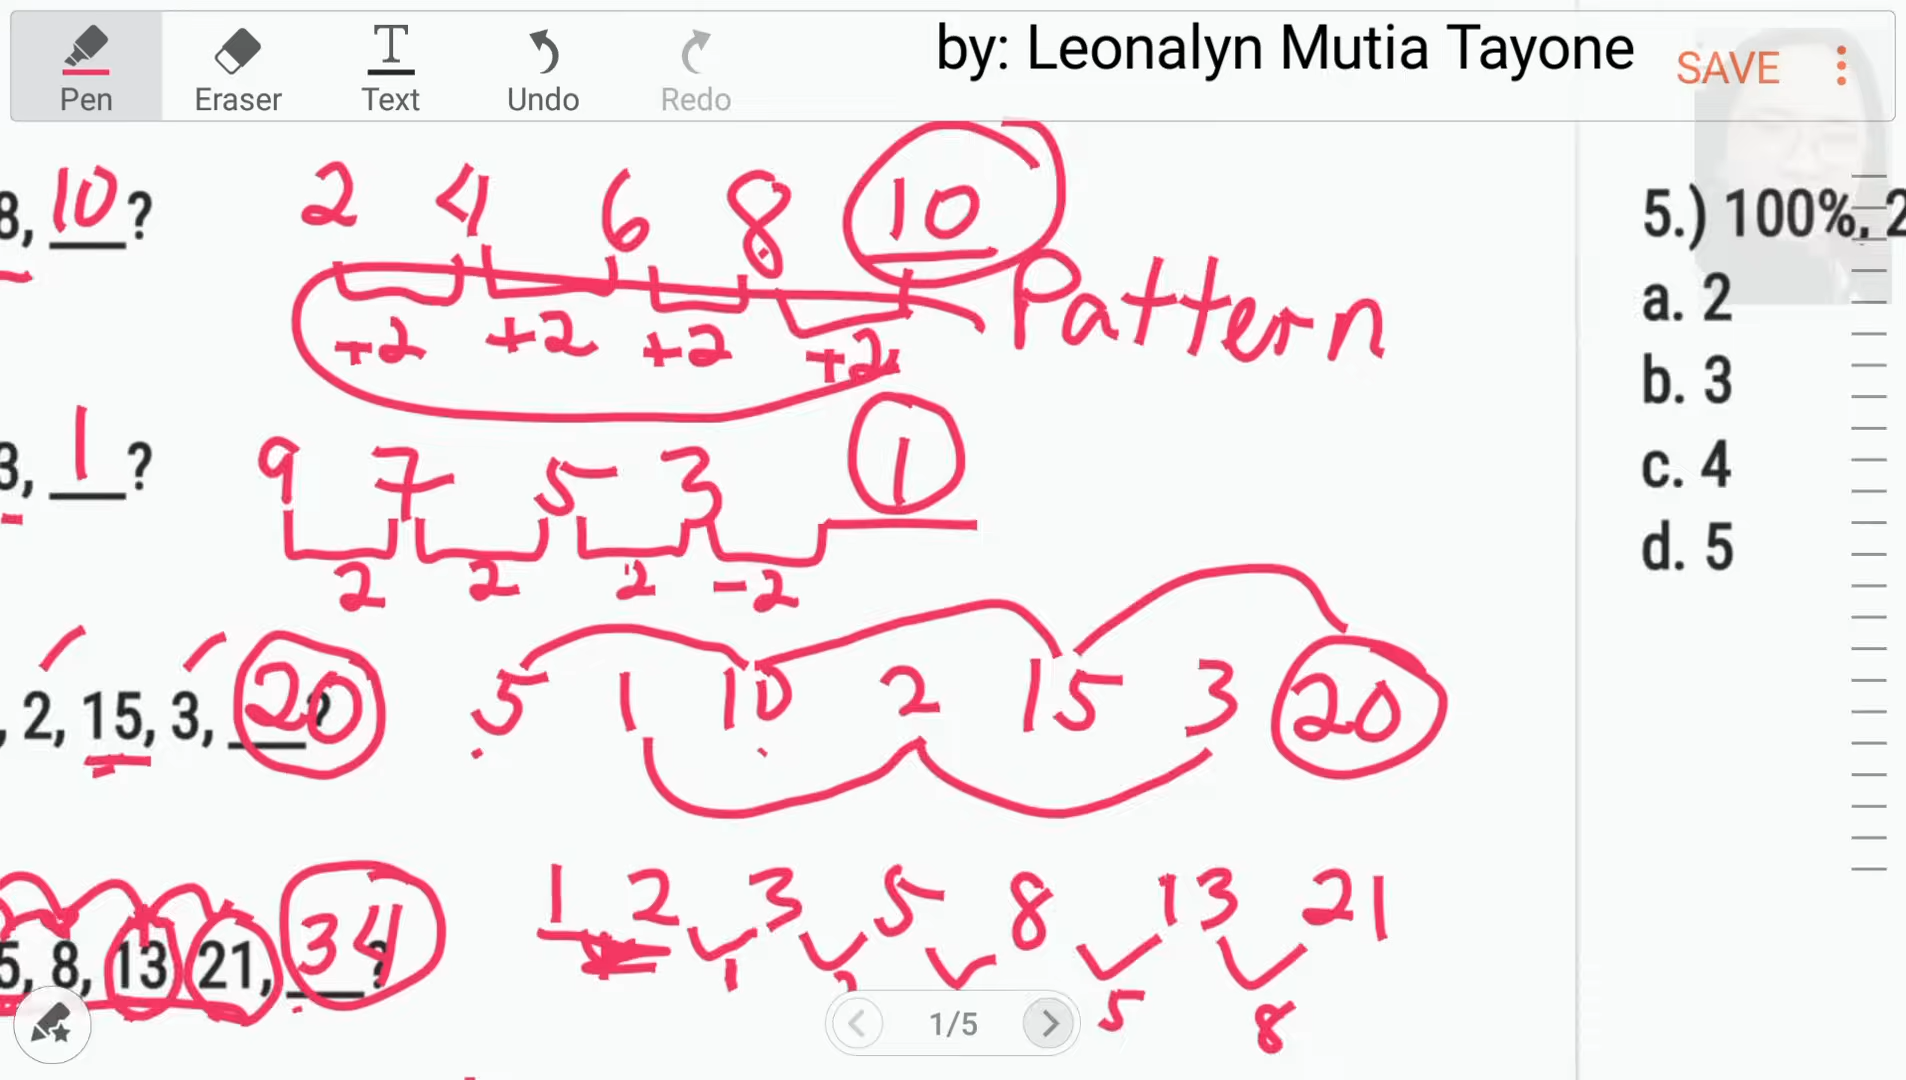 Pen Eraser Text Undo Redo by: Leonalyn Mutia Tayone SAVE
8, 10 ? 2 4 6 8 10
+2 +2 +2 +2 Pattern
3, 1 ? 9 7 5 3 1
2 2 2 -2
, 2, 15, 3, 20 ? 5 1 10 2 15 3 20
5, 8, 13 21, 34 ? 1 2 3 5 8 13 21
1 5 8
1/5
5.) 100%, 2
a. 2
b. 3
c. 4
d. 5